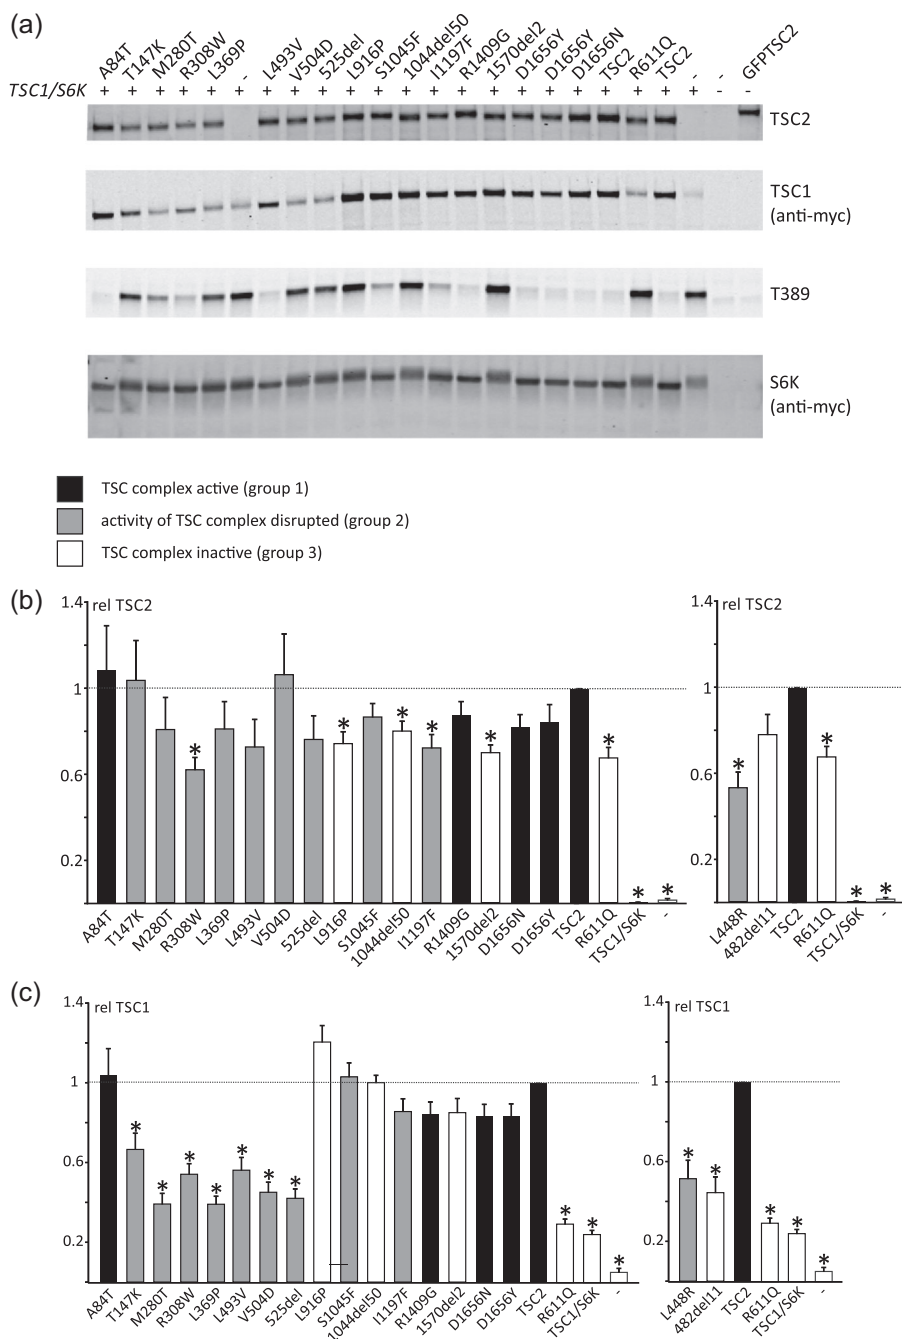 (a)
A84T T147K M280T R308W L369P - L493V V504D 525del L916P S1045F 1044del50 I1197F R1409G 1570del2 D1656Y D1656Y D1656N TSC2 R611Q TSC2 - - GFPTSC2
TSC1/S6K + + + + + + + + + + + + + + + + + + + + + + - -
TSC2
TSC1
(anti-myc)
T389
S6K
(anti-myc)
TSC complex active (group 1)
activity of TSC complex disrupted (group 2)
TSC complex inactive (group 3)
(b)
1.4 rel TSC2
1
0.6
0.2
* * * * * * * *
A84T T147K M280T R308W L369P L493V V504D 525del L916P S1045F 1044del50 I1197F R1409G 1570del2 D1656N D1656Y TSC2 R611Q TSC1/S6K -
1.4 rel TSC2
1
0.6
0.2
* * * *
L448R 482del11 TSC2 R611Q TSC1/S6K -
(c)
1.4 rel TSC1
1
0.6
0.2
* * * * * * * * * *
A84T T147K M280T R308W L369P L493V V504D 525del L916P S1045F 1044del50 I1197F R1409G 1570del2 D1656N D1656Y TSC2 R611Q TSC1/S6K -
1.4 rel TSC1
1
0.6
0.2
* * * * *
L448R 482del11 TSC2 R611Q TSC1/S6K -